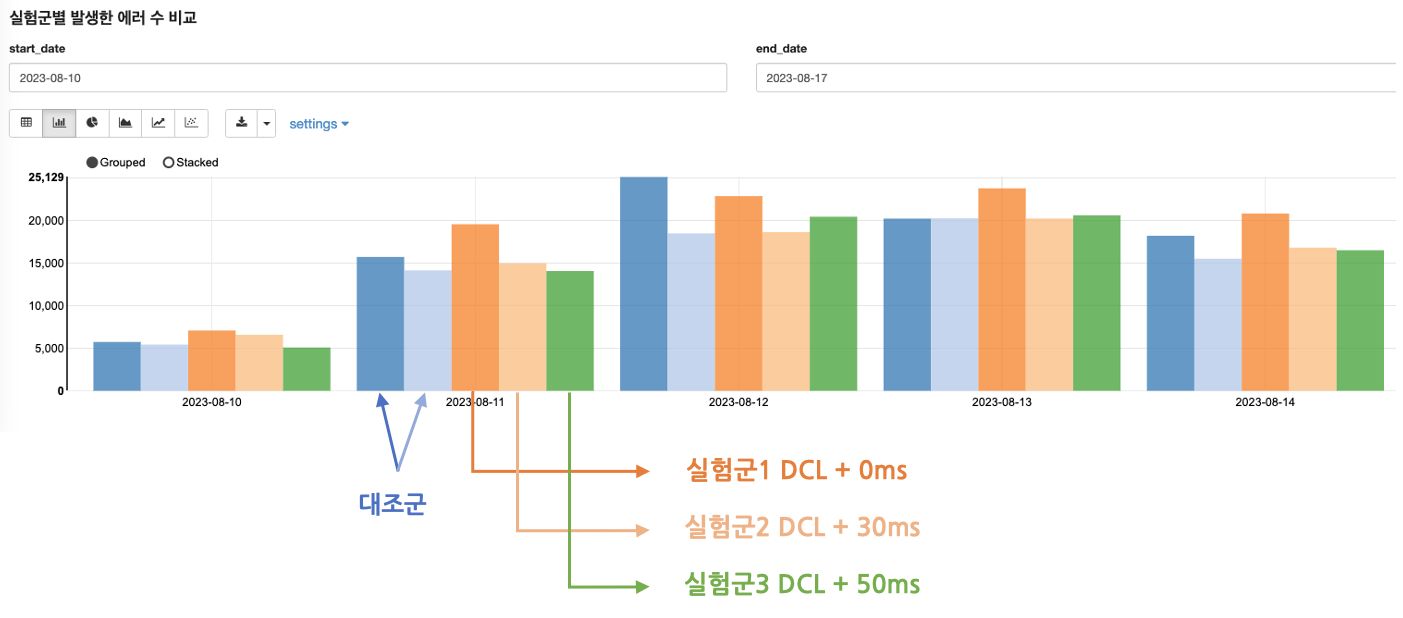 실험군별 발생한 에러 수 비교
start_date
end_date
2023-08-10
2023-08-17
settings
Grouped Stacked
25,129
20,000
15,000
10,000
5,000
0
2023-08-10 2023-08-11 2023-08-12 2023-08-13 2023-08-14
대조군
실험군1 DCL + 0ms
실험군2 DCL + 30ms
실험군3 DCL + 50ms